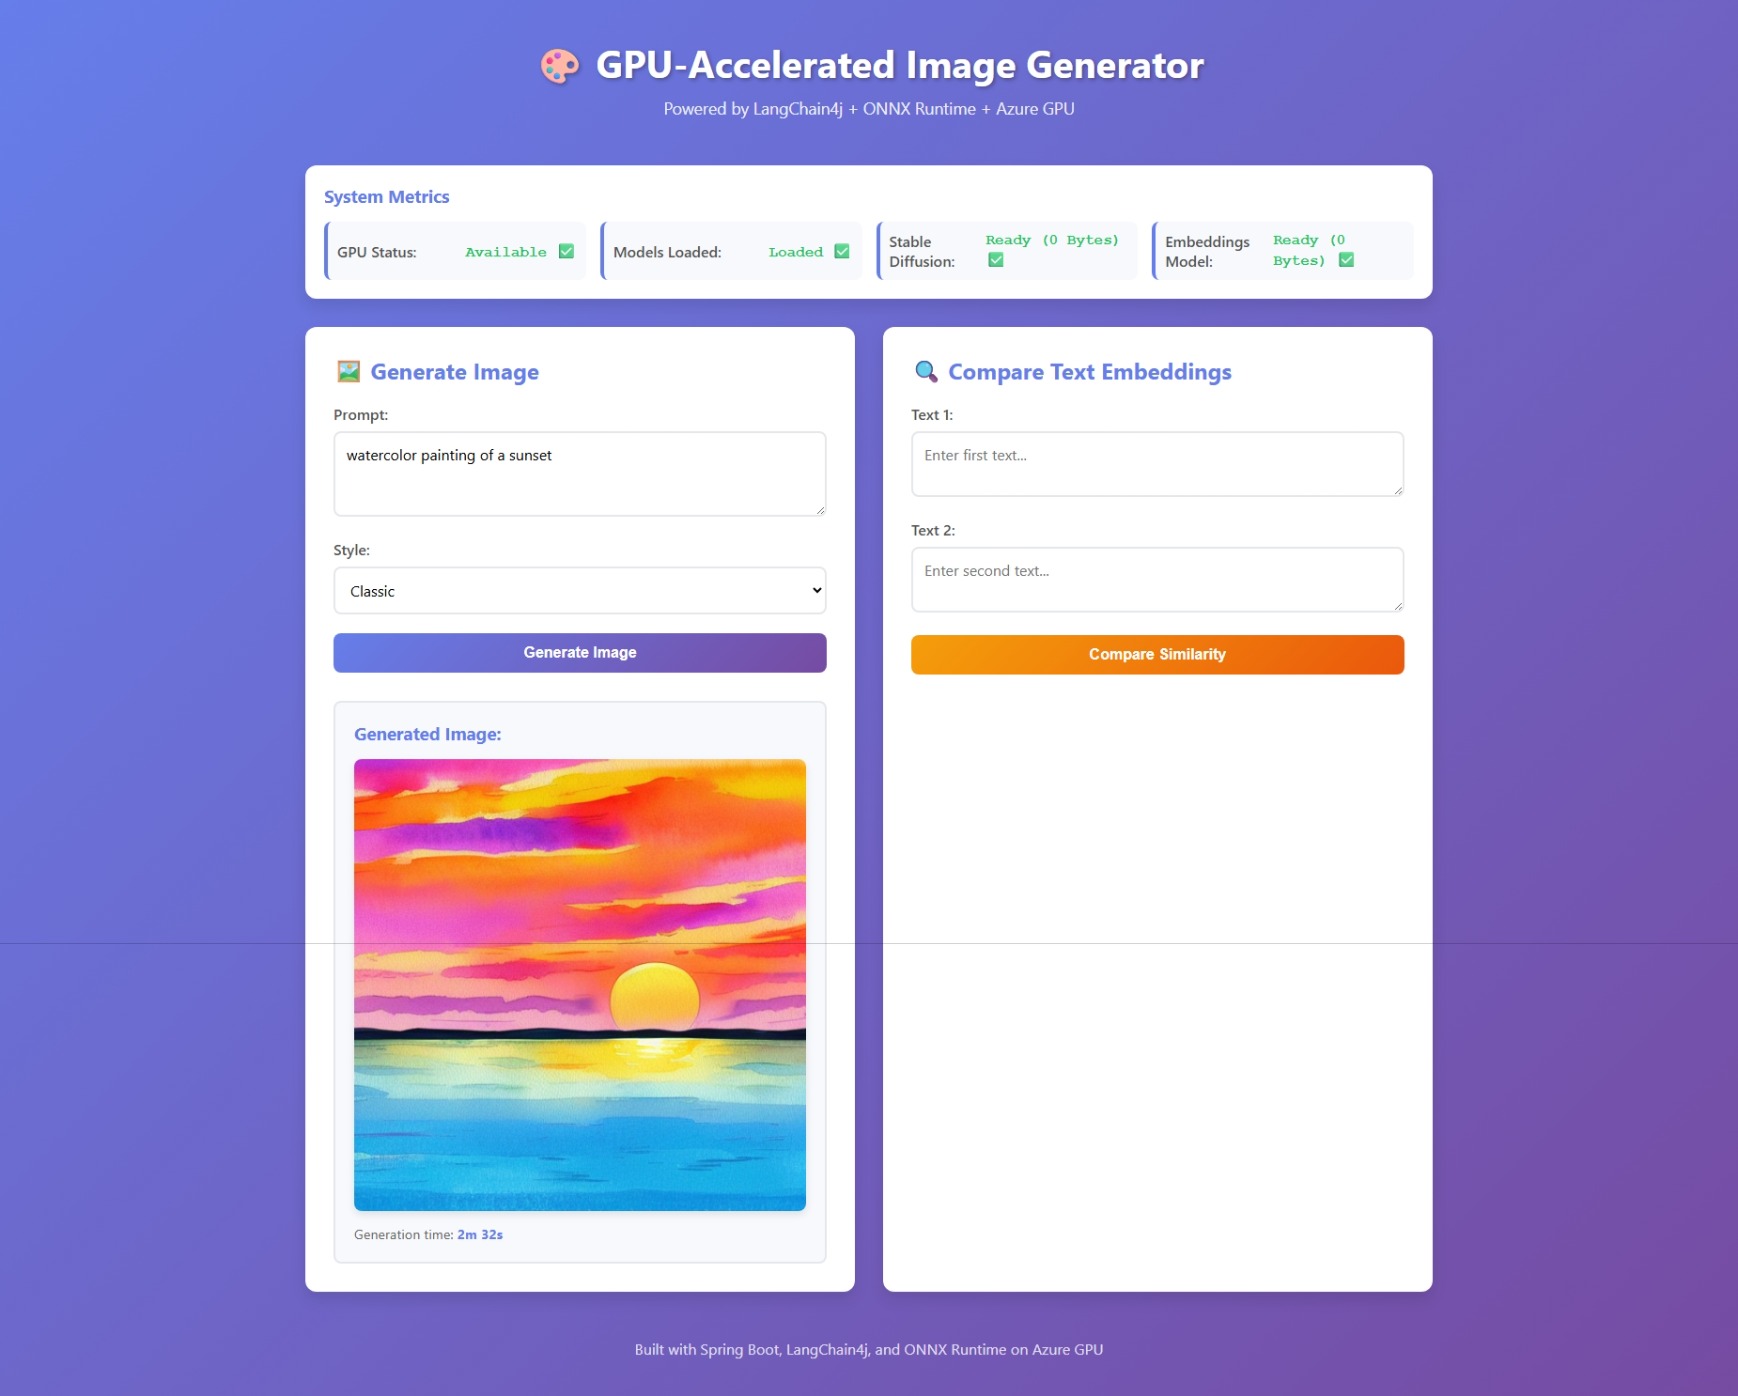 GPU-Accelerated Image Generator
Powered by LangChain4j + ONNX Runtime + Azure GPU
System Metrics
GPU Status:
Available
Models Loaded:
Loaded
Stable
Diffusion:
Ready (0 Bytes)
Embeddings
Model:
Ready (0
Bytes)
Generate Image
Prompt:
watercolor painting of a sunset
Style:
Classic
Generate Image
Generated Image:
Generation time: 2m 32s
Compare Text Embeddings
Text 1:
Enter first text...
Text 2:
Enter second text...
Compare Similarity
Built with Spring Boot, LangChain4j, and ONNX Runtime on Azure GPU